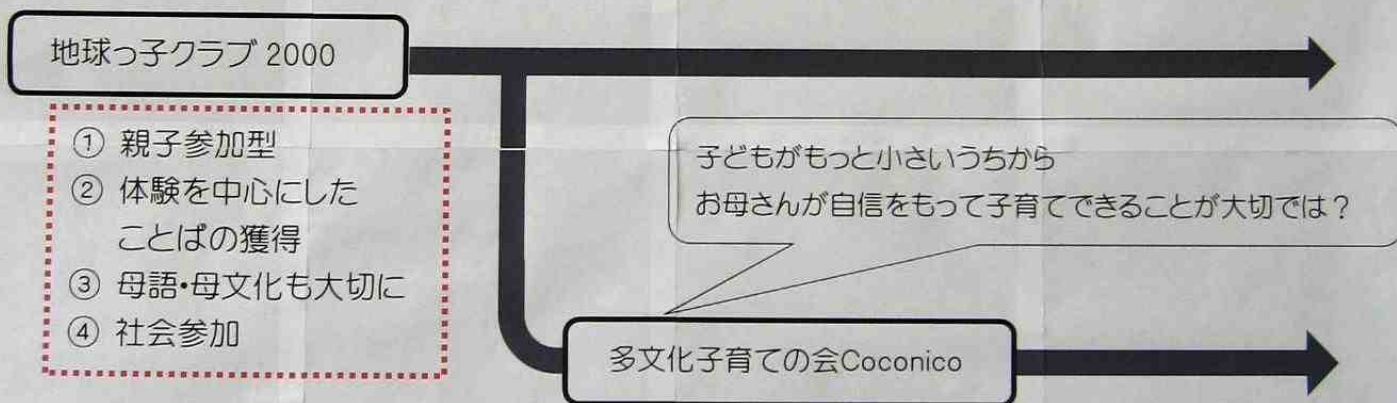 地球っ子クラブ 2000
① 親子参加型
② 体験を中心にした
ことばの獲得
③ 母語・母文化も大切に
④ 社会参加
子どもがもっと小さいうちから
お母さんが自信をもって子育てできることが大切では？
多文化子育ての会Coconico